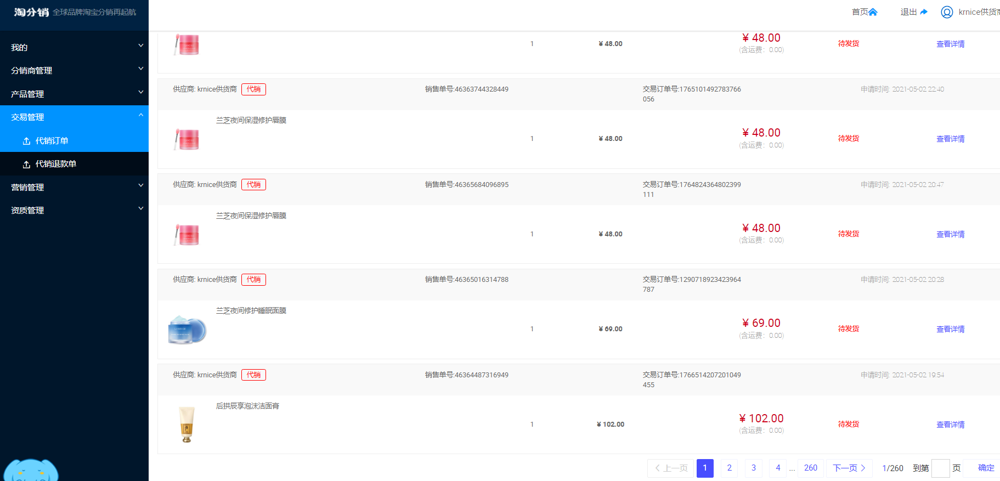 淘分销 全球品牌淘宝分销再起航
首页 退出 krnice供货商
我的
分销商管理
产品管理
交易管理
代销订单
代销退款单
营销管理
资质管理
1 ¥ 48.00 ¥ 48.00 待发货 查看详情
(含运费：0.00)
供应商: krnice供货商 代销 销售单号:46363744328449 交易订单号:1765101492783766 申请时间: 2021-05-02 22:40
056
兰芝夜间保湿修护唇膜
1 ¥ 48.00 ¥ 48.00 待发货 查看详情
(含运费：0.00)
供应商: krnice供货商 代销 销售单号:46365684096895 交易订单号:1764824364802399 申请时间: 2021-05-02 20:47
111
兰芝夜间保湿修护唇膜
1 ¥ 48.00 ¥ 48.00 待发货 查看详情
(含运费：0.00)
供应商: krnice供货商 代销 销售单号:46365016314788 交易订单号:1290718923423964 申请时间: 2021-05-02 20:28
787
兰芝夜间修护睡眠面膜
1 ¥ 69.00 ¥ 69.00 待发货 查看详情
(含运费：0.00)
供应商: krnice供货商 代销 销售单号:46364487316949 交易订单号:1766514207201049 申请时间: 2021-05-02 19:54
455
后拱辰享泡沫洁面膏
1 ¥ 102.00 ¥ 102.00 待发货 查看详情
(含运费：0.00)
上一页 1 2 3 4 ... 260 下一页 1/260 到第 页 确定